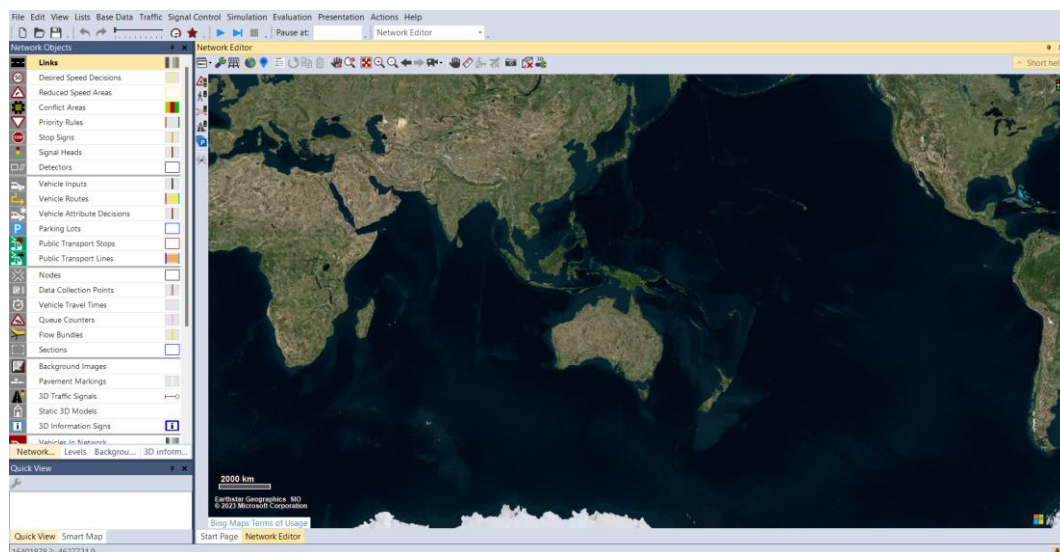 File Edit View Lists Base Data Traffic Signal Control Simulation Evaluation Presentation Actions Help
Pause at:
Network Editor
Network Objects
Links
Desired Speed Decisions
Reduced Speed Areas
Conflict Areas
Priority Rules
Stop Signs
Signal Heads
Detectors
Vehicle Inputs
Vehicle Routes
Vehicle Attribute Decisions
Parking Lots
Public Transport Stops
Public Transport Lines
Nodes
Data Collection Points
Vehicle Travel Times
Queue Counters
Flow Bundles
Sections
Background Images
Pavement Markings
3D Traffic Signals
Static 3D Models
3D Information Signs
Vehicles In Network
Network... Levels Backgrou... 3D inform...
Quick View
Quick View Smart Map
Network Editor
Short hel
2000 km
Earthstar Geographics SIO
© 2023 Microsoft Corporation
Bing Maps Terms of Usage
Start Page Network Editor